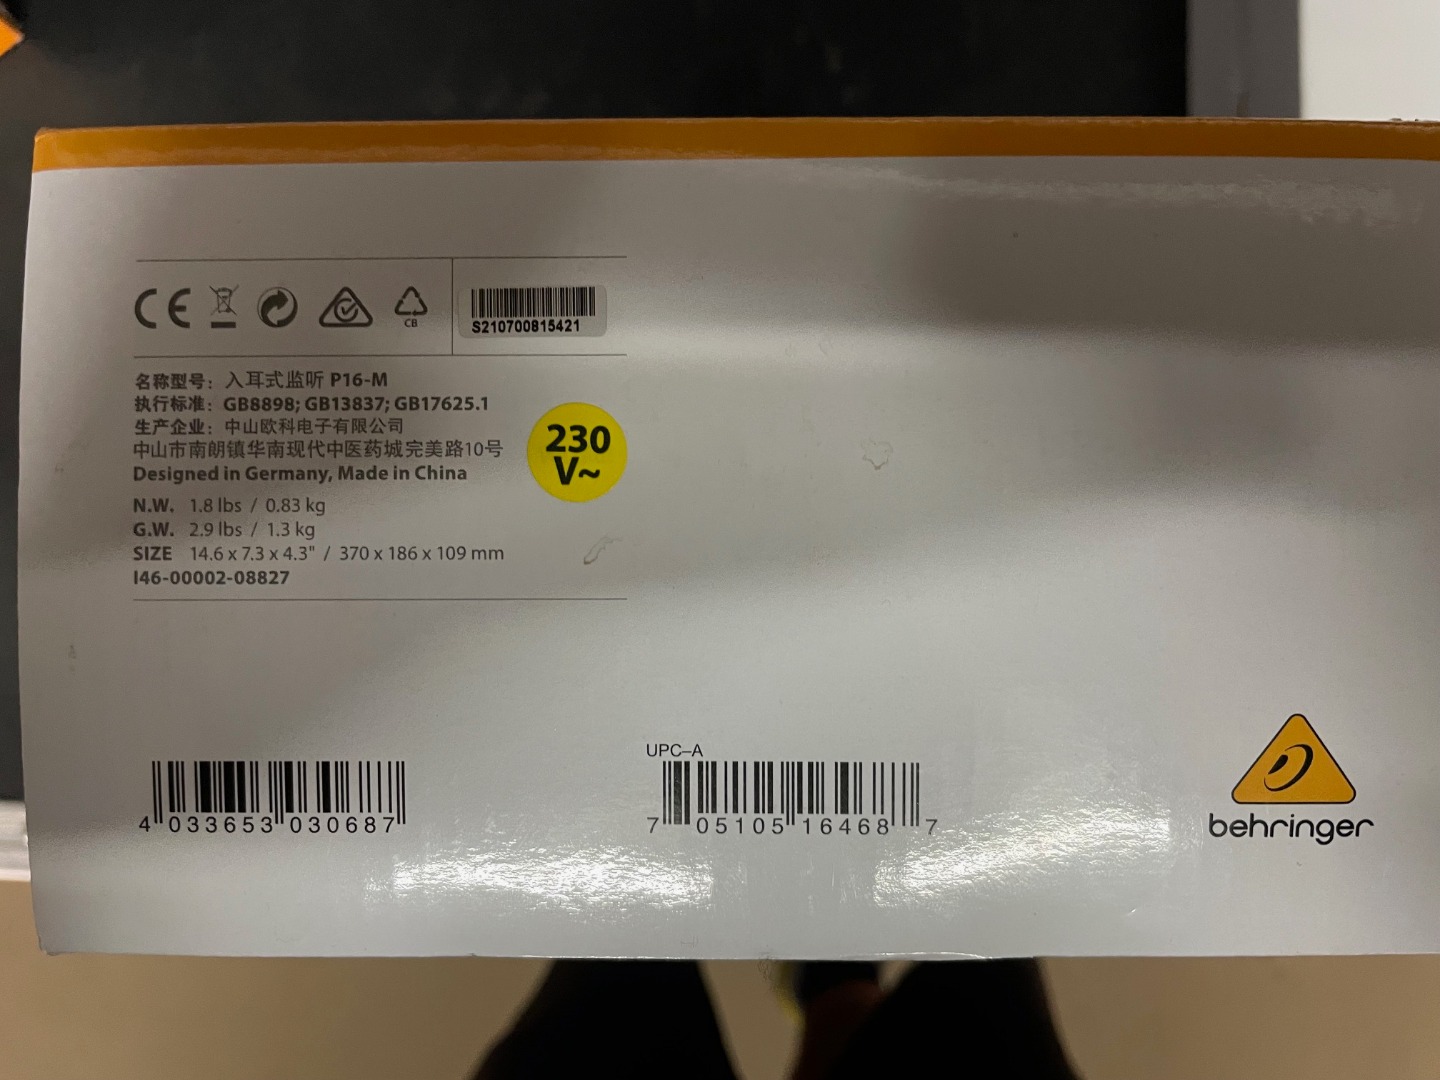 CE
CB
S210700815421
名称型号：入耳式监听 P16-M
执行标准：GB8898; GB13837; GB17625.1
生产企业：中山欧科电子有限公司
中山市南朗镇华南现代中医药城完美路10号
Designed in Germany, Made in China
230
V~
N.W. 1.8 lbs / 0.83 kg
G.W. 2.9 lbs / 1.3 kg
SIZE 14.6 x 7.3 x 4.3" / 370 x 186 x 109 mm
I46-00002-08827
UPC–A
4 033653 030687
7 05105 16468 7
behringer